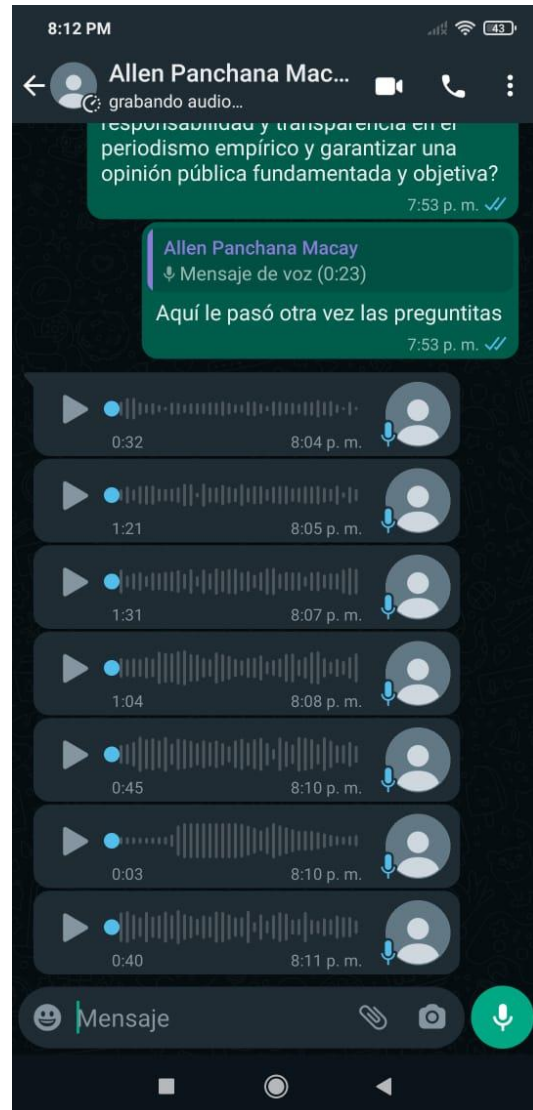 8:12 PM
43
Allen Panchana Mac...
grabando audio...
responsabilidad y transparencia en el
periodismo empírico y garantizar una
opinión pública fundamentada y objetiva?
7:53 p. m.
Allen Panchana Macay
Mensaje de voz (0:23)
Aquí le pasó otra vez las preguntitas
7:53 p. m.
0:32 8:04 p. m.
1:21 8:05 p. m.
1:31 8:07 p. m.
1:04 8:08 p. m.
0:45 8:10 p. m.
0:03 8:10 p. m.
0:40 8:11 p. m.
Mensaje